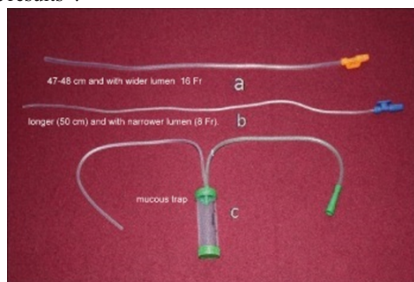 47-48 cm and with wider lumen 16 Fr
a
longer (50 cm) and with narrower lumen (8 Fr).
b
mucous trap
c